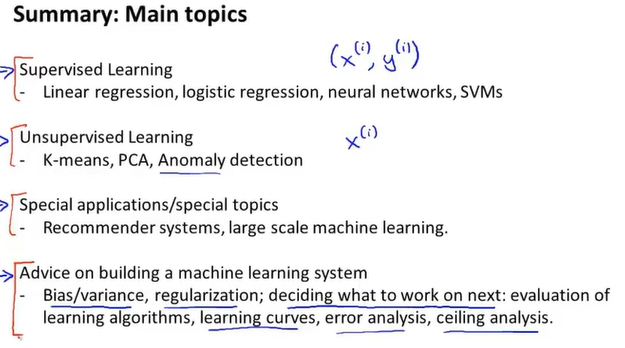 Summary: Main topics
(x^(i), y^(i))
Supervised Learning
- Linear regression, logistic regression, neural networks, SVMs
Unsupervised Learning
x^(i)
- K-means, PCA, Anomaly detection
Special applications/special topics
- Recommender systems, large scale machine learning.
Advice on building a machine learning system
- Bias/variance, regularization; deciding what to work on next: evaluation of
learning algorithms, learning curves, error analysis, ceiling analysis.